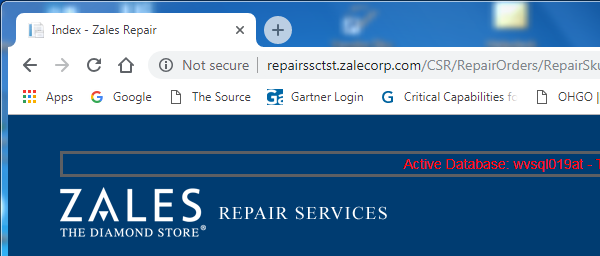 Index - Zales Repair
Not secure | repairssctst.zalecorp.com/CSR/RepairOrders/RepairSku
Apps Google The Source Gartner Login Critical Capabilities fo OHGO |
Active Database: wvsql019at -
ZALES REPAIR SERVICES
THE DIAMOND STORE®